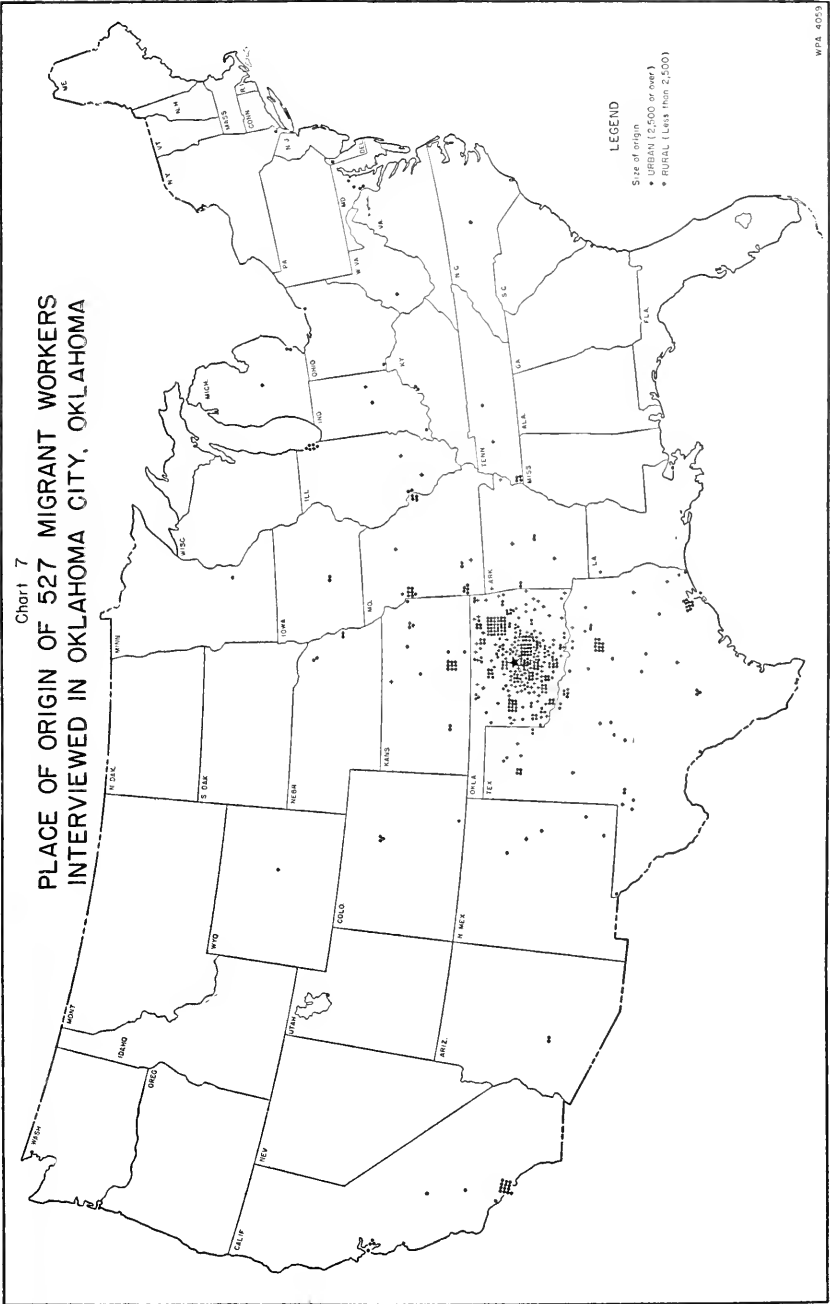 Chart 7
PLACE OF ORIGIN OF 527 MIGRANT WORKERS
INTERVIEWED IN OKLAHOMA CITY, OKLAHOMA
WASH
MONT
N DAK.
MINN
ME
OREG
IDAHO
WYO
S DAK
WISC
MICH
VT
N H
N Y
MASS
CONN
R I
NEBR
IOWA
ILL
IND
OHIO
PA
N J
CALIF
NEV
UTAH
COLO
KANS
MO.
KY
W VA
VA
MD
DEL
ARIZ.
N MEX
OKLA
TEX
ARK
TENN
N C
S C
LA
MISS
ALA
GA
FLA
LEGEND
Size of origin
• URBAN (2,500 or over)
+ RURAL (Less than 2,500)
WPA 4059